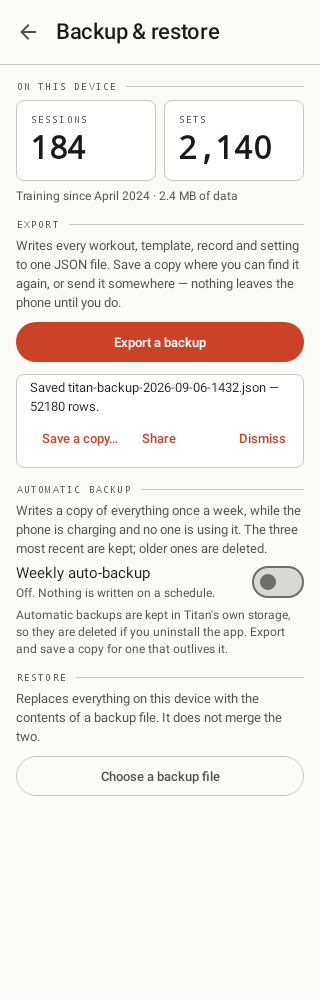 Backup & restore
ON THIS DEVICE
SESSIONS
184
SETS
2,140
Training since April 2024 · 2.4 MB of data
EXPORT
Writes every workout, template, record and setting
to one JSON file. Save a copy where you can find it
again, or send it somewhere — nothing leaves the
phone until you do.
Export a backup
Saved titan-backup-2026-09-06-1432.json —
52180 rows.
Save a copy… Share Dismiss
AUTOMATIC BACKUP
Writes a copy of everything once a week, while the
phone is charging and no one is using it. The three
most recent are kept; older ones are deleted.
Weekly auto-backup
Off. Nothing is written on a schedule.
Automatic backups are kept in Titan's own storage,
so they are deleted if you uninstall the app. Export
and save a copy for one that outlives it.
RESTORE
Replaces everything on this device with the
contents of a backup file. It does not merge the
two.
Choose a backup file